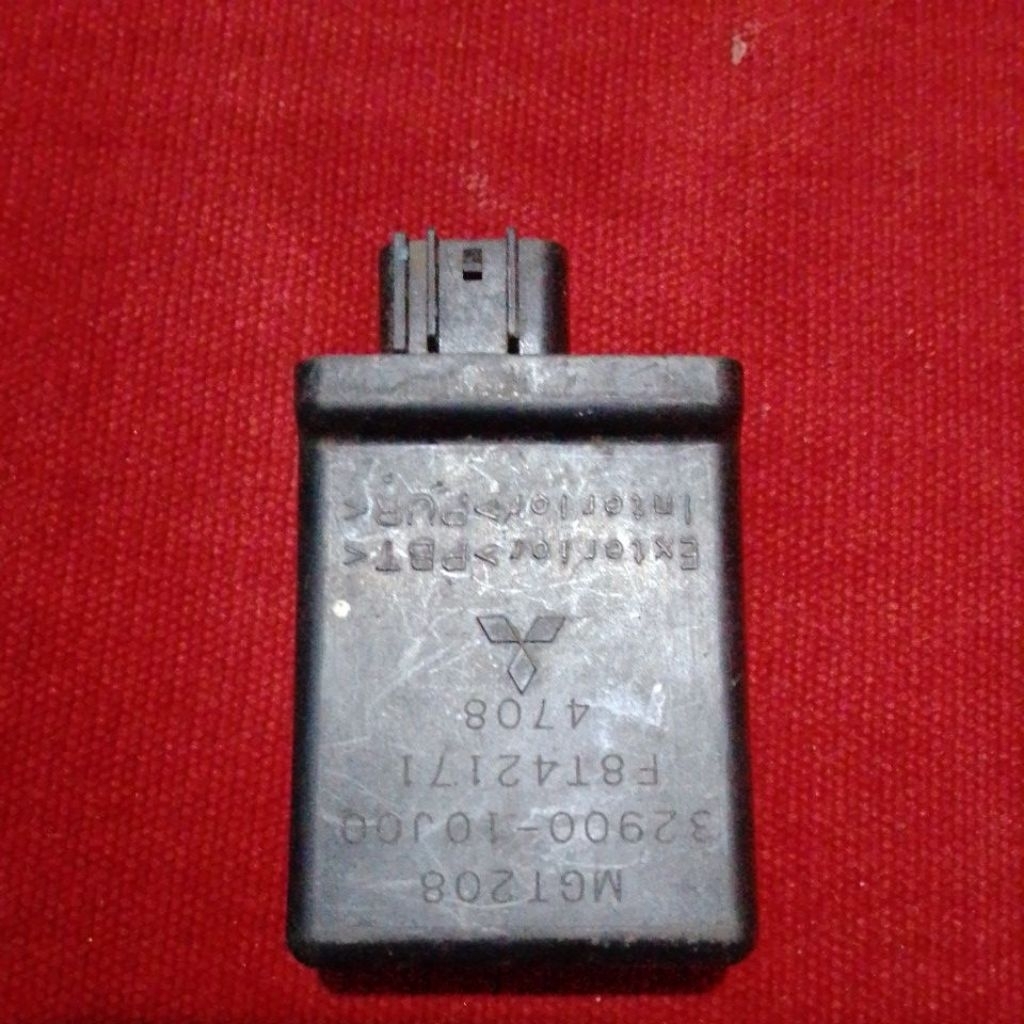 MGT208
32900-10J00
F8T42171
4708
Exterior>PBT<
Interior>PUR<